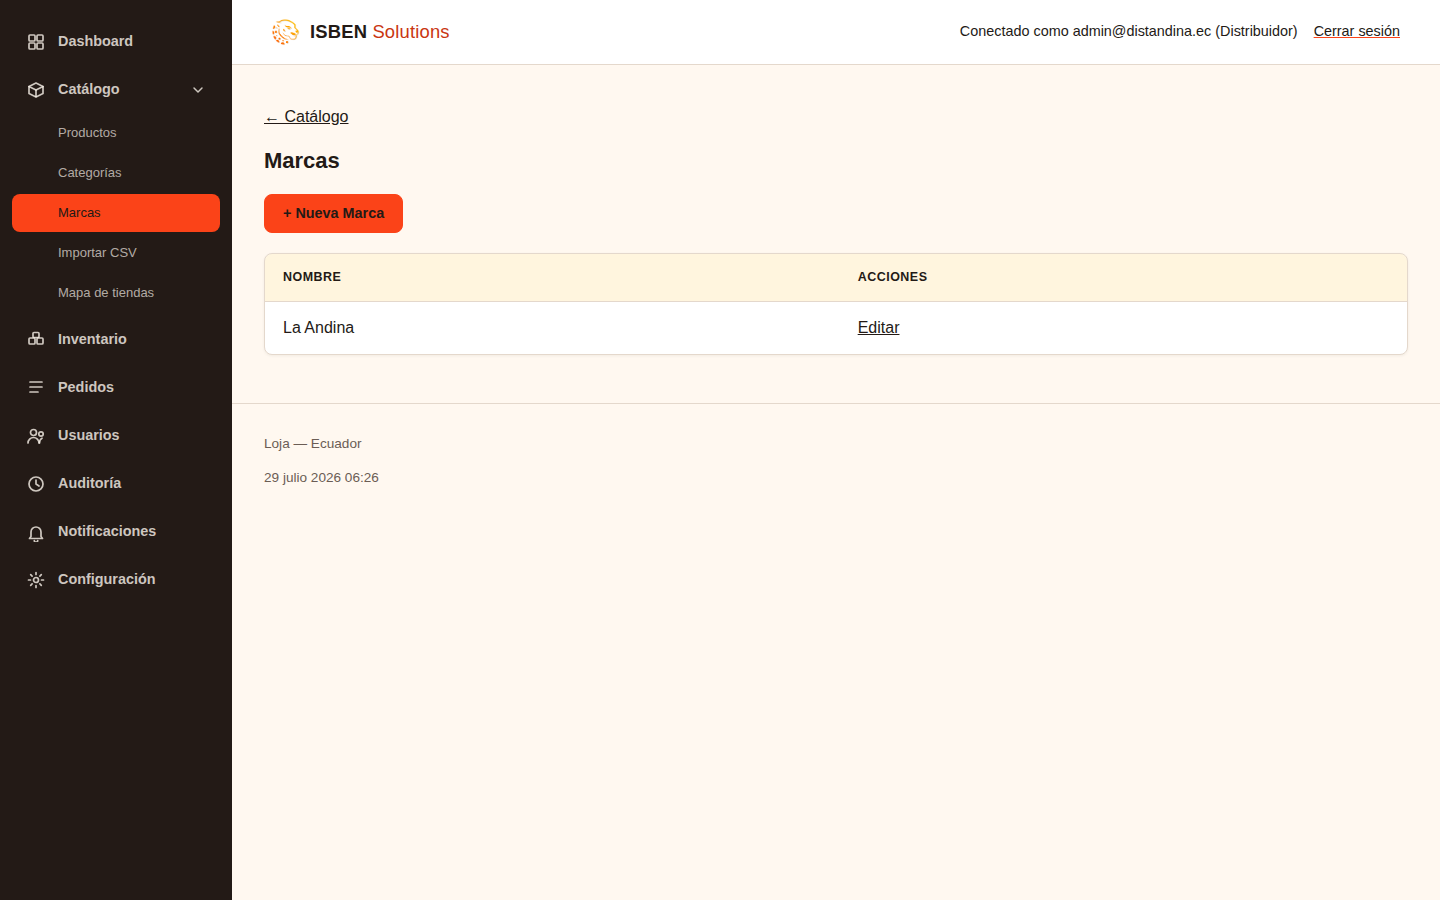 Dashboard
Catálogo
Productos
Categorías
Marcas
Importar CSV
Mapa de tiendas
Inventario
Pedidos
Usuarios
Auditoría
Notificaciones
Configuración
ISBEN Solutions
Conectado como admin@distandina.ec (Distribuidor) Cerrar sesión
← Catálogo
Marcas
+ Nueva Marca
NOMBRE ACCIONES
La Andina Editar
Loja — Ecuador
29 julio 2026 06:26